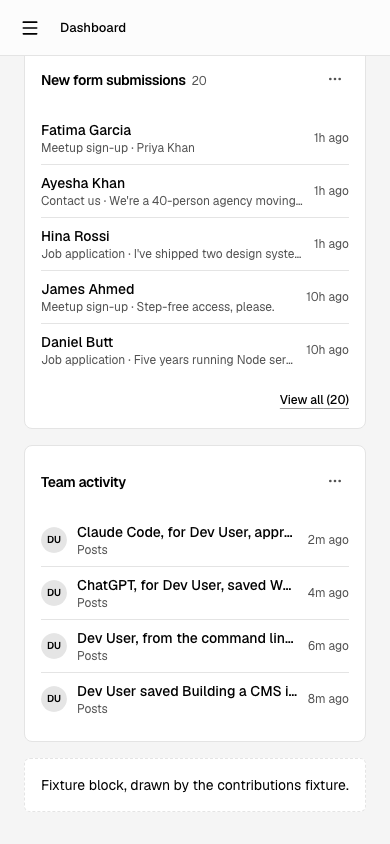 Dashboard
New form submissions 20
Fatima Garcia
Meetup sign-up · Priya Kan
1h ago
Ayesha Khan
Contact us · We're a 40-person agency moving…
1h ago
Hina Rossi
Job application · I've shipped two design syste…
1h ago
James Ahmed
Meetup sign-up · Step-free access, please.
10h ago
Daniel Butt
Job application · Five years running Node ser…
10h ago
View all (20)
Team activity
DU
Claude Code, for Dev User, appr…
Posts
2m ago
DU
ChatGPT, for Dev User, saved W…
Posts
4m ago
DU
Dev User, from the command lin…
Posts
6m ago
DU
Dev User saved Building a CMS i…
Posts
8m ago
Fixture block, drawn by the contributions fixture.